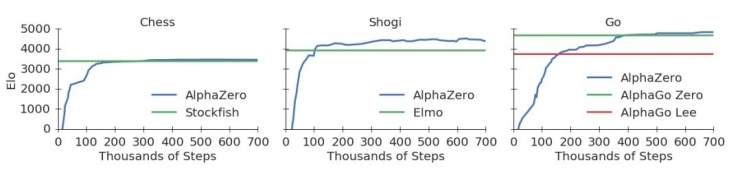 Chess
Shogi
Go
Elo
5000
4000
3000
2000
1000
0
AlphaZero
Stockfish
0 100 200 300 400 500 600 700
Thousands of Steps
AlphaZero
Elmo
0 100 200 300 400 500 600 700
Thousands of Steps
AlphaZero
AlphaGo Zero
AlphaGo Lee
0 100 200 300 400 500 600 700
Thousands of Steps